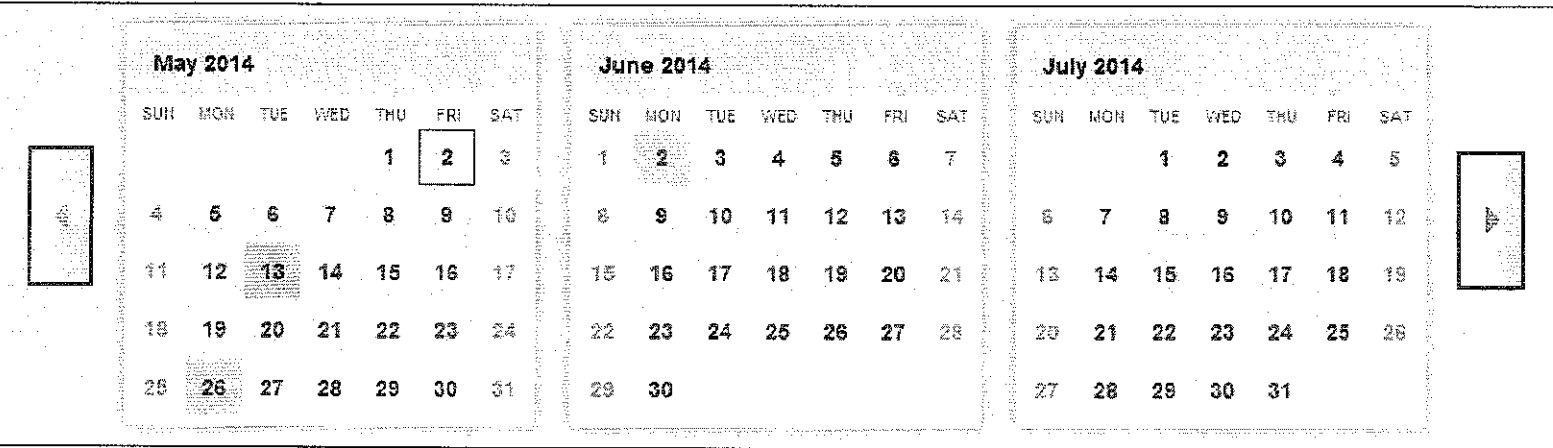 May 2014
SUN MON TUE WED THU FRI SAT
1 2 3
4 5 6 7 8 9 10
11 12 13 14 15 16 17
18 19 20 21 22 23 24
25 26 27 28 29 30 31
June 2014
SUN MON TUE WED THU FRI SAT
1 2 3 4 5 6 7
8 9 10 11 12 13 14
15 16 17 18 19 20 21
22 23 24 25 26 27 28
29 30
July 2014
SUN MON TUE WED THU FRI SAT
1 2 3 4 5
6 7 8 9 10 11 12
13 14 15 16 17 18 19
20 21 22 23 24 25 26
27 28 29 30 31